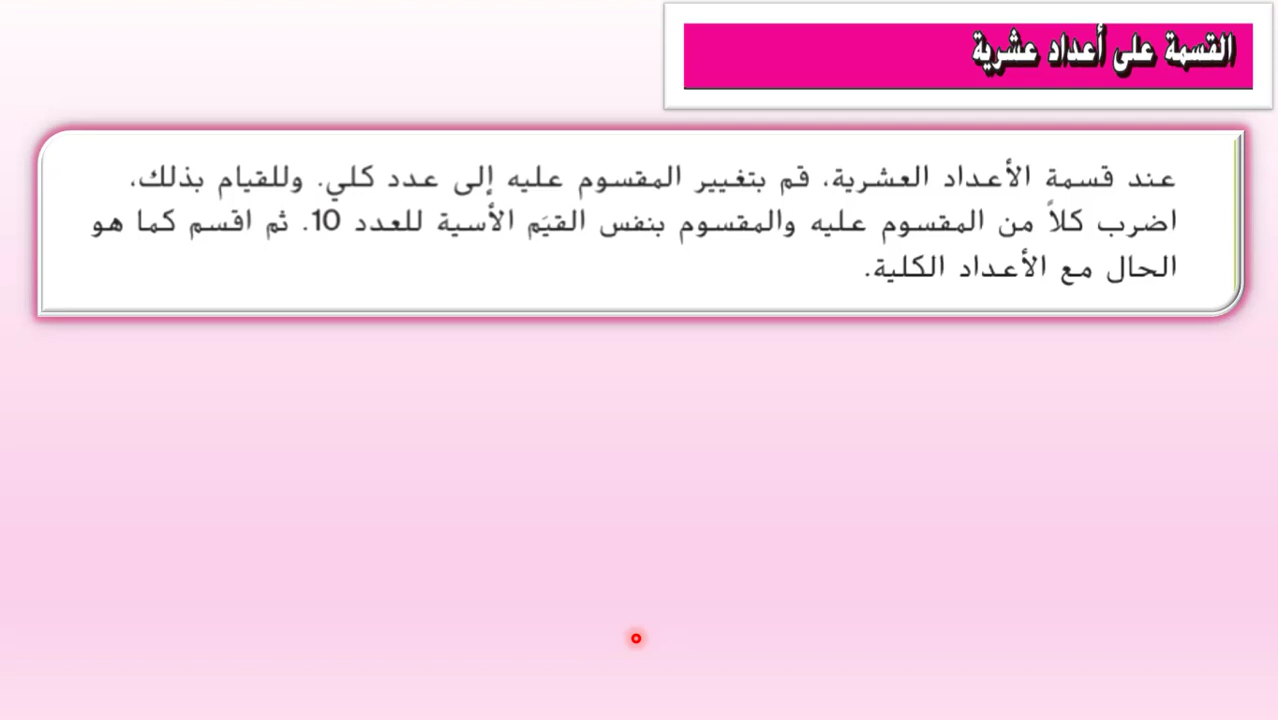 القسمة على أعداد عشرية
عند قسمة الأعداد العشرية، قم بتغيير المقسوم عليه إلى عدد كلي. وللقيام بذلك،
اضرب كلاً من المقسوم عليه والمقسوم بنفس القيَم الأسية للعدد 10. ثم اقسم كما هو
الحال مع الأعداد الكلية.